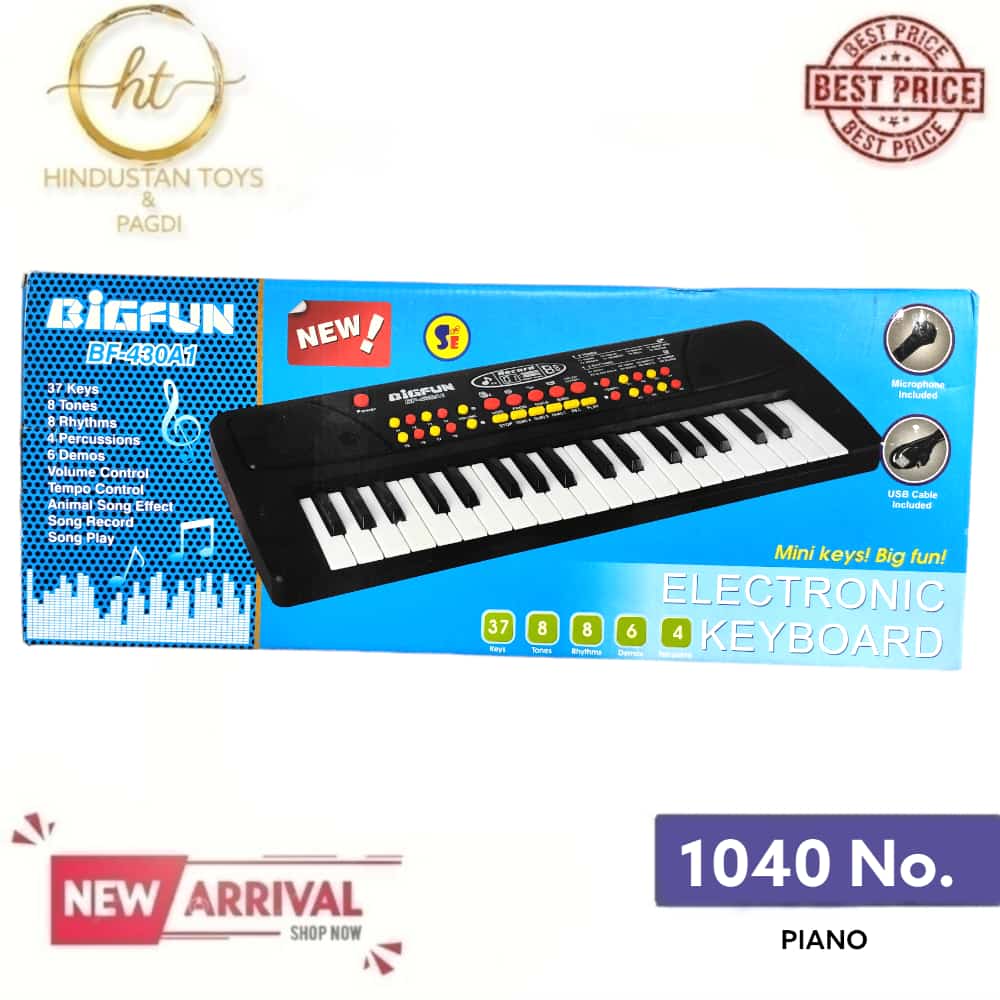 ht
HINDUSTAN TOYS
&
PAGDI
BEST PRICE
BEST PRICE
BEST PRICE
BiGFUN
BF-430A1
37 Keys
8 Tones
8 Rhythms
4 Percussions
6 Demos
Volume Control
Tempo Control
Animal Song Effect
Song Record
Song Play
NEW!
Power
BiGFUN
Record
Microphone
Included
USB Cable
Included
Mini keys! Big fun!
ELECTRONIC
KEYBOARD
37
Keys
8
Tones
8
Rhythms
6
Demos
4
NEW ARRIVAL
SHOP NOW
1040 No.
PIANO